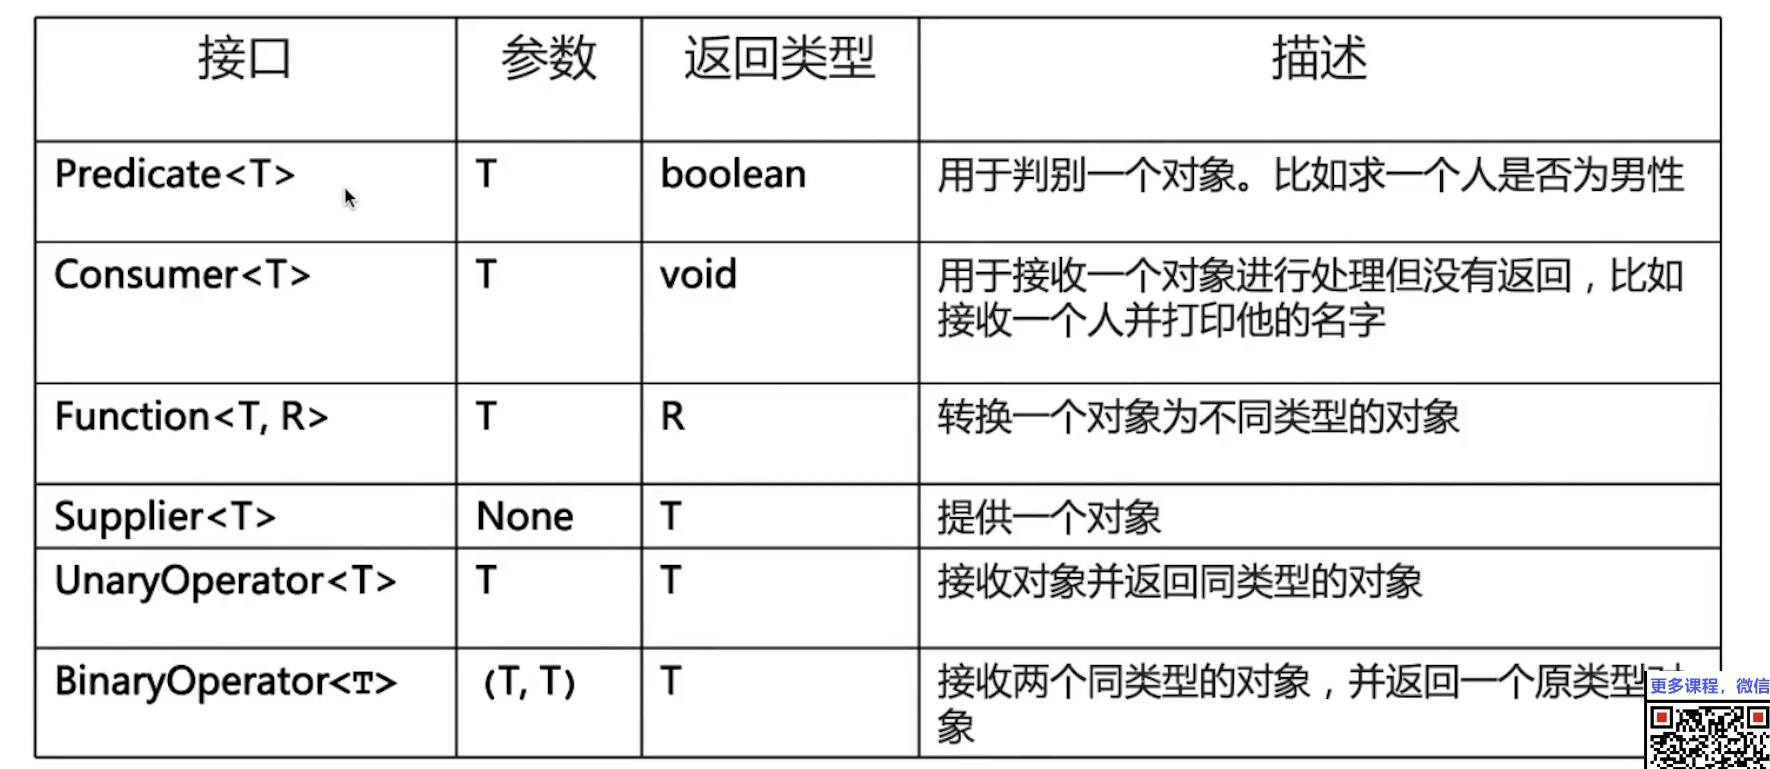 接口 参数 返回类型 描述
Predicate<T> T boolean 用于判别一个对象。比如求一个人是否为男性
Consumer<T> T void 用于接收一个对象进行处理但没有返回，比如
接收一个人并打印他的名字
Function<T, R> T R 转换一个对象为不同类型的对象
Supplier<T> None T 提供一个对象
UnaryOperator<T> T T 接收对象并返回同类型的对象
BinaryOperator<T> (T, T) T 接收两个同类型的对象，并返回一个原类型对
象
更多课程，微信